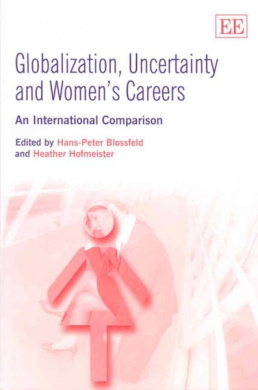 EE
Globalization, Uncertainty
and Women's Careers
An International Comparison
Edited by Hans-Peter Blossfeld
and Heather Hofmeister